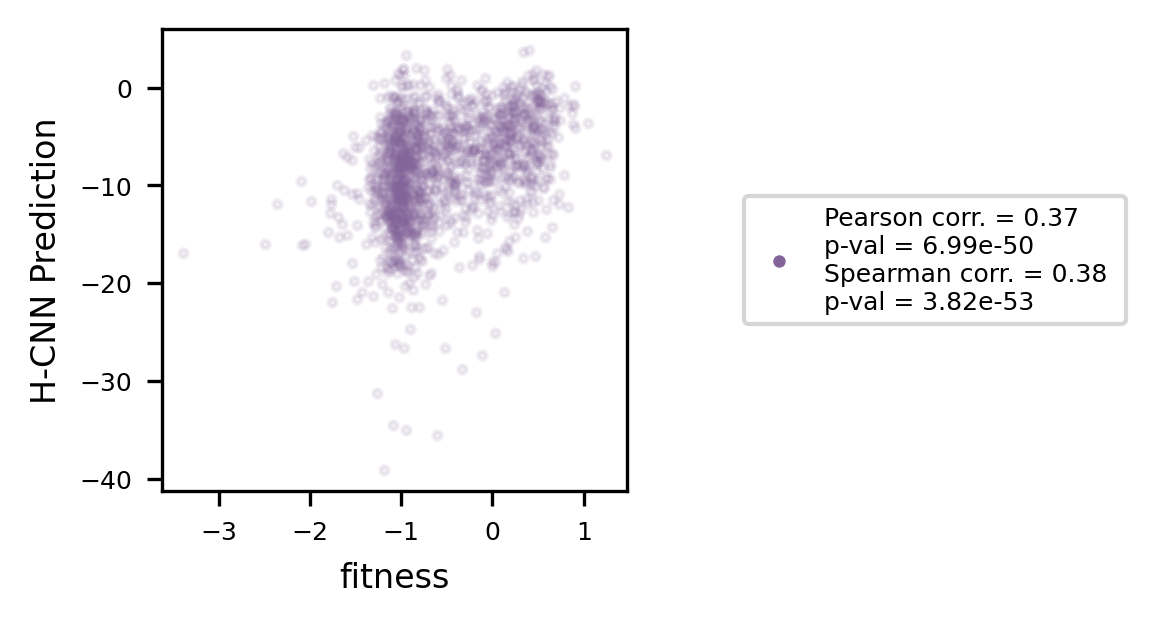 H-CNN Prediction
0
−10
−20
−30
−40
−3
−2
−1
0
1
fitness
Pearson corr. = 0.37
p-val = 6.99e-50
Spearman corr. = 0.38
p-val = 3.82e-53